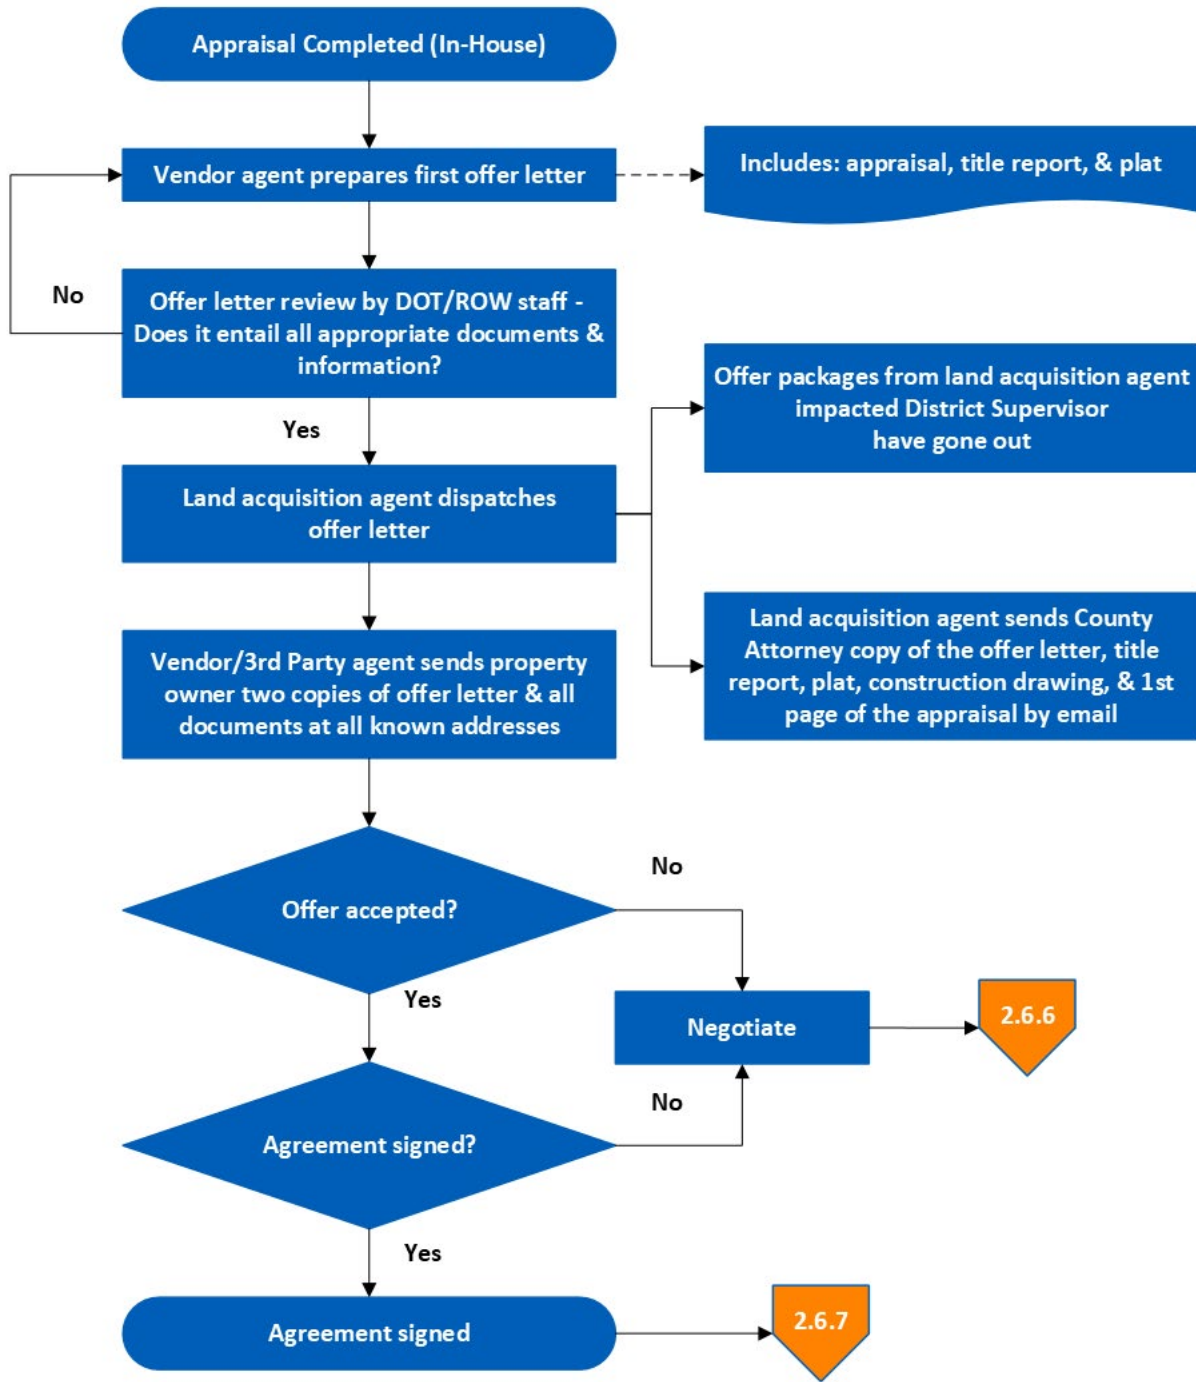 Appraisal Completed (In-House)
Vendor agent prepares first offer letter
Includes: appraisal, title report, & plat
No
Offer letter review by DOT/ROW staff -
Does it entail all appropriate documents &
information?
Yes
Offer packages from land acquisition agent
impacted District Supervisor
have gone out
Land acquisition agent dispatches
offer letter
Land acquisition agent sends County
Attorney copy of the offer letter, title
report, plat, construction drawing, & 1st
page of the appraisal by email
Vendor/3rd Party agent sends property
owner two copies of offer letter & all
documents at all known addresses
Offer accepted?
No
Yes
Negotiate
2.6.6
No
Agreement signed?
Yes
Agreement signed
2.6.7